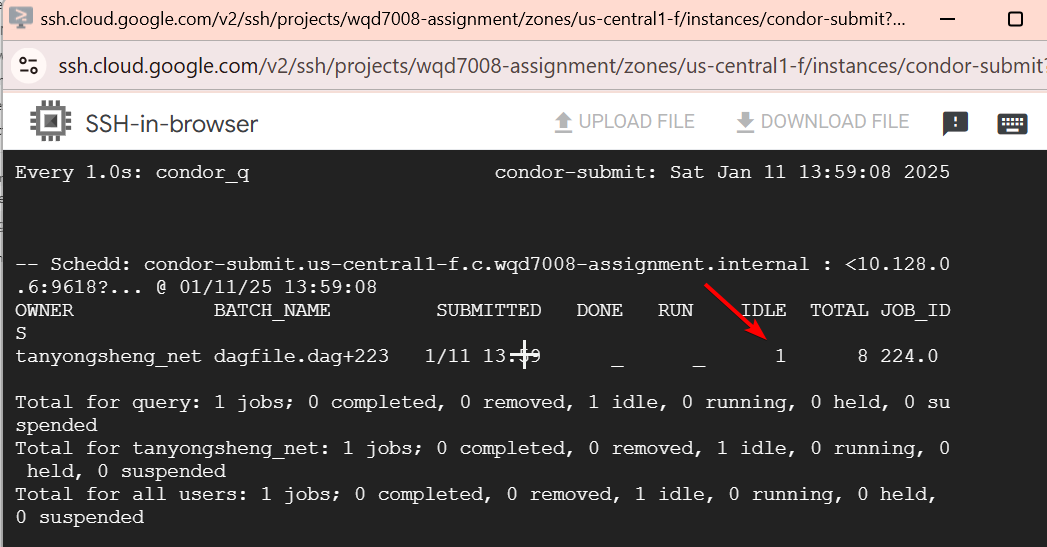 ssh.cloud.google.com/v2/ssh/projects/wqd7008-assignment/zones/us-central1-f/instances/condor-submit?...
ssh.cloud.google.com/v2/ssh/projects/wqd7008-assignment/zones/us-central1-f/instances/condor-submit?
SSH-in-browser
UPLOAD FILE
DOWNLOAD FILE
Every 1.0s: condor_q condor-submit: Sat Jan 11 13:59:08 2025
-- Schedd: condor-submit.us-central1-f.c.wqd7008-assignment.internal : <10.128.0
.6:9618?... @ 01/11/25 13:59:08
OWNER BATCH_NAME SUBMITTED DONE RUN IDLE TOTAL JOB_ID
S
tanyongsheng_net dagfile.dag+223 1/11 13:59 _ _ 1 8 224.0
Total for query: 1 jobs; 0 completed, 0 removed, 1 idle, 0 running, 0 held, 0 su
spended
Total for tanyongsheng_net: 1 jobs; 0 completed, 0 removed, 1 idle, 0 running, 0
held, 0 suspended
Total for all users: 1 jobs; 0 completed, 0 removed, 1 idle, 0 running, 0 held,
0 suspended